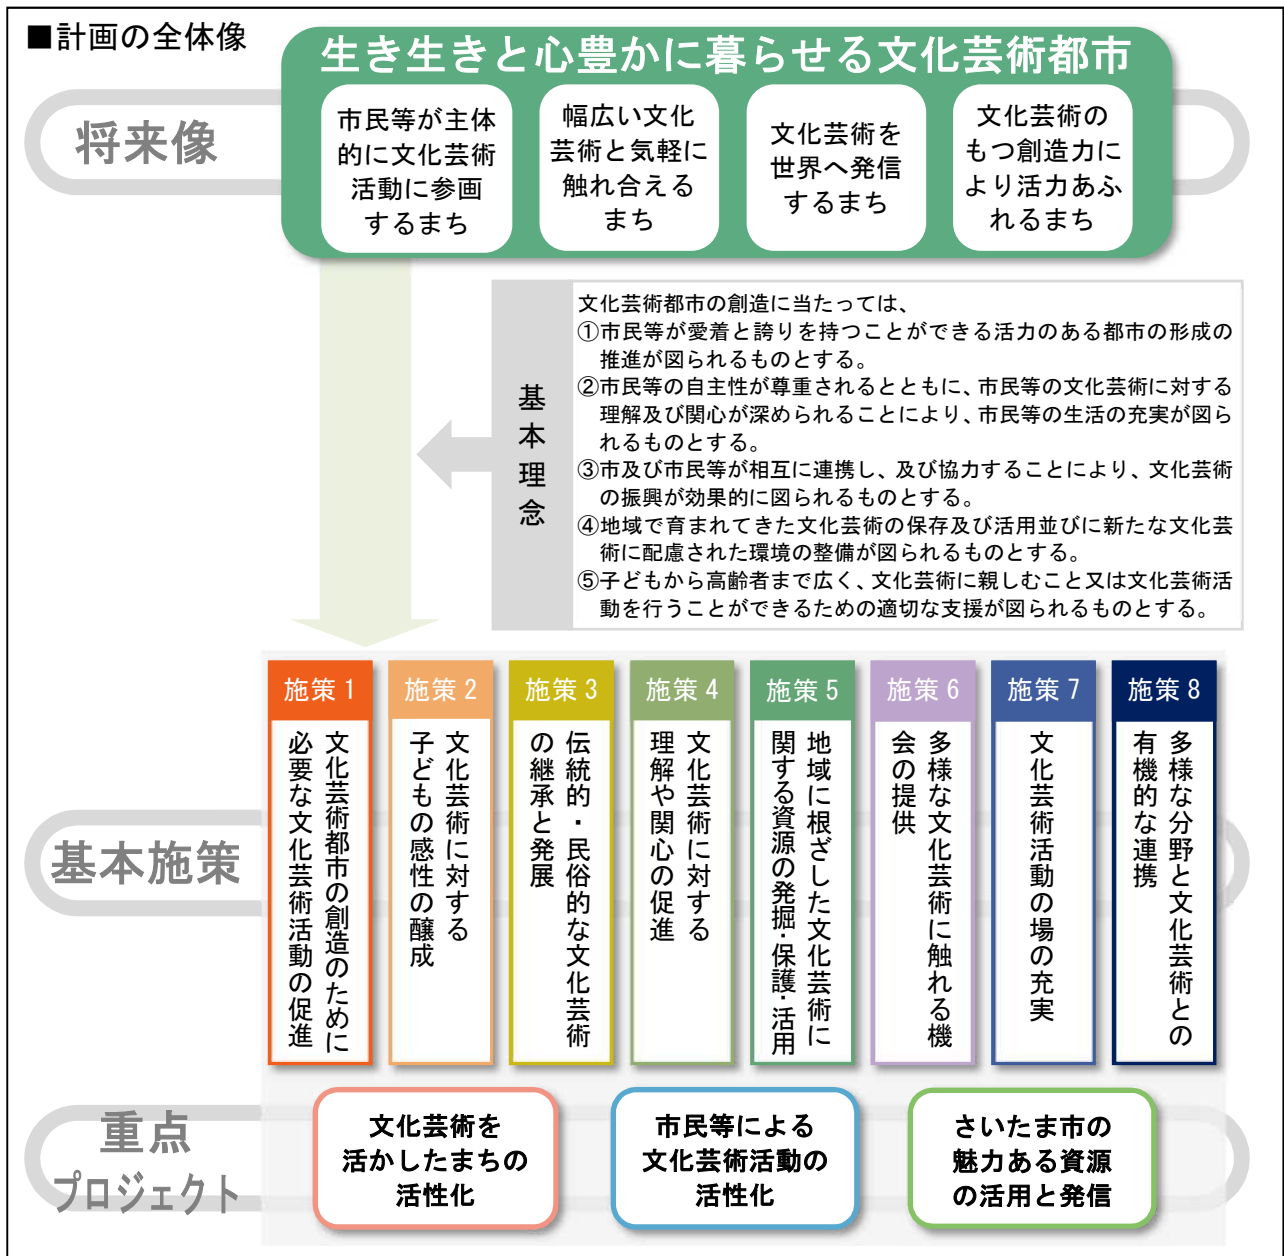 ■計画の全体像
生き生きと心豊かに暮らせる文化芸術都市
将来像
市民等が主体
的に文化芸術
活動に参画
するまち
幅広い文化
芸術と気軽に
触れ合える
まち
文化芸術を
世界へ発信
するまち
文化芸術の
もつ創造力に
より活力あふ
れるまち
基本理念
文化芸術都市の創造に当たっては、
①市民等が愛着と誇りを持つことができる活力のある都市の形成の
推進が図られるものとする。
②市民等の自主性が尊重されるとともに、市民等の文化芸術に対する
理解及び関心が深められることにより、市民等の生活の充実が図ら
れるものとする。
③市及び市民等が相互に連携し、及び協力することにより、文化芸術
の振興が効果的に図られるものとする。
④地域で育まれてきた文化芸術の保存及び活用並びに新たな文化芸
術に配慮された環境の整備が図られるものとする。
⑤子どもから高齢者まで広く、文化芸術に親しむこと又は文化芸術活
動を行うことができるための適切な支援が図られるものとする。
基本施策
施策 1
文化芸術都市の創造のために
必要な文化芸術活動の促進
施策 2
文化芸術に対する
子どもの感性の醸成
施策 3
伝統的・民俗的な文化芸術
の継承と発展
施策 4
文化芸術に対する
理解や関心の促進
施策 5
地域に根ざした文化芸術に
関する資源の発掘・保護・活用
施策 6
多様な文化芸術に触れる機
会の提供
施策 7
文化芸術活動の場の充実
施策 8
多様な分野と文化芸術との
有機的な連携
重点
プロジェクト
文化芸術を
活かしたまちの
活性化
市民等による
文化芸術活動の
活性化
さいたま市の
魅力ある資源
の活用と発信